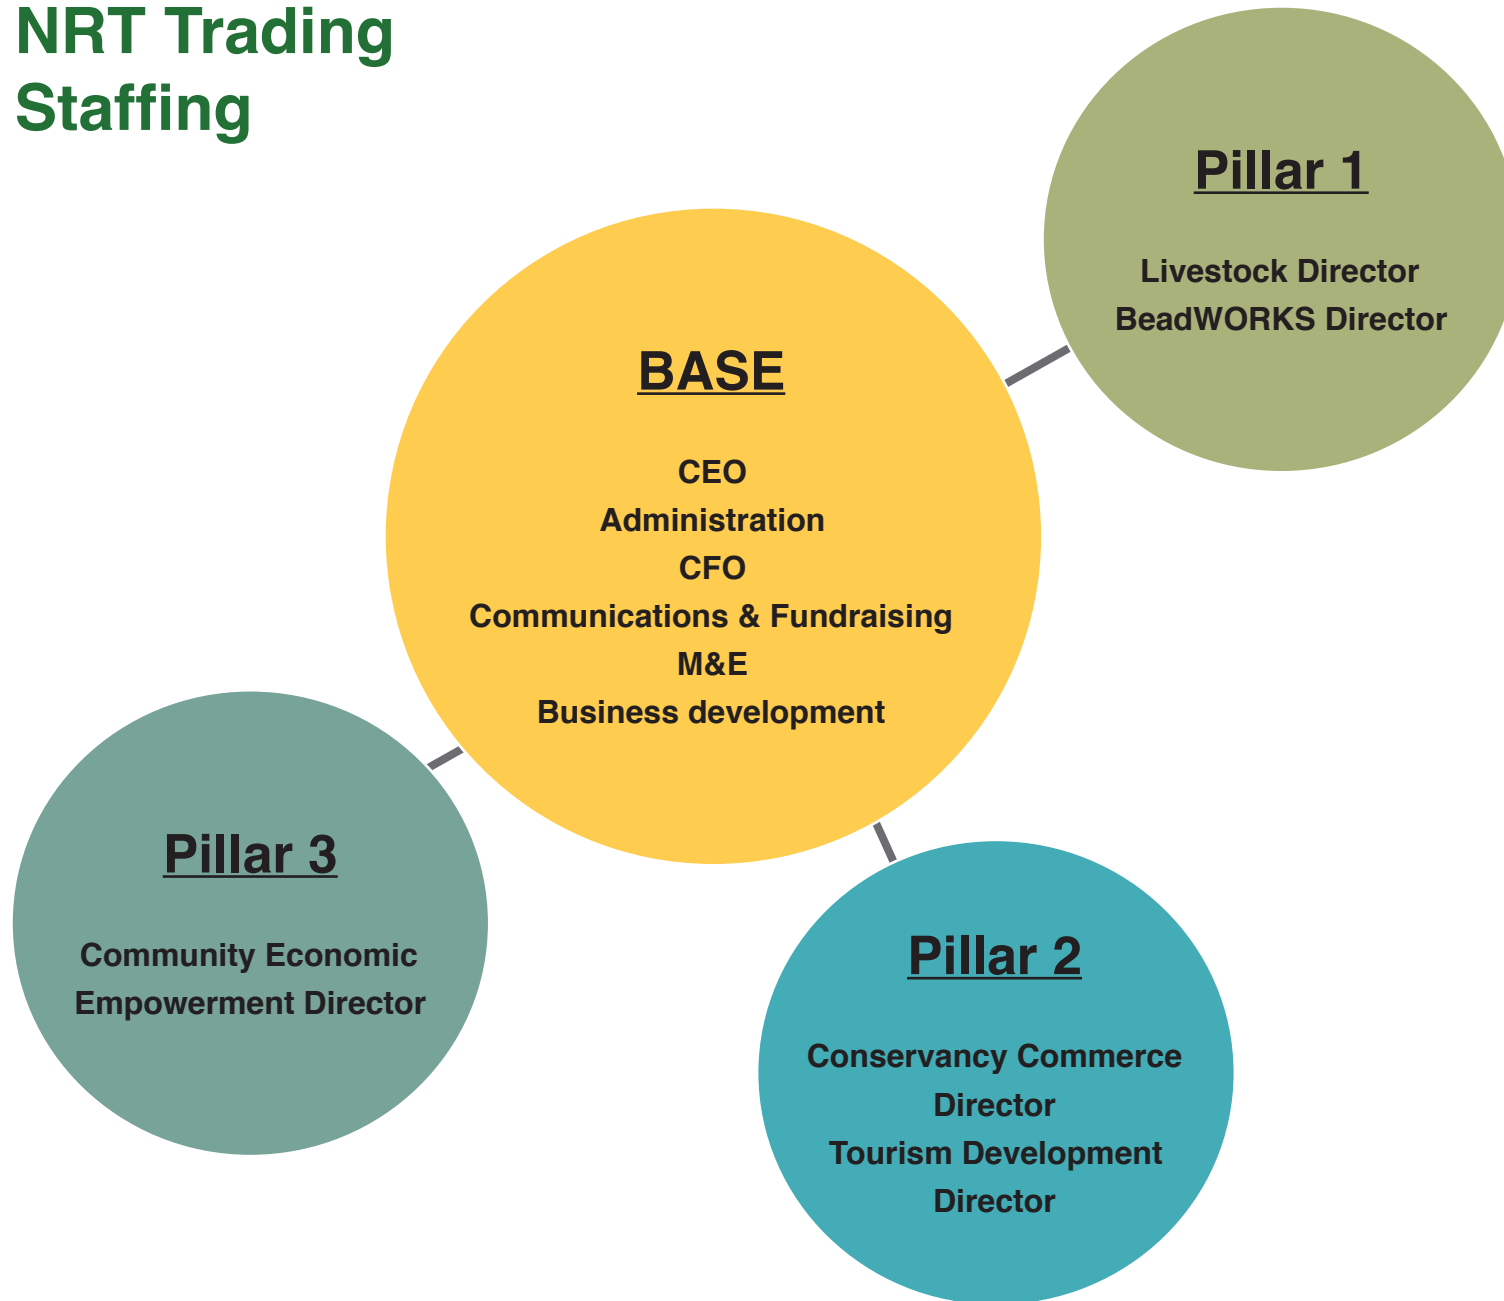 NRT Trading
Staffing
Pillar 1
Livestock Director
BeadWORKS Director
BASE
CEO
Administration
CFO
Communications & Fundraising
M&E
Business development
Pillar 3
Community Economic
Empowerment Director
Pillar 2
Conservancy Commerce
Director
Tourism Development
Director